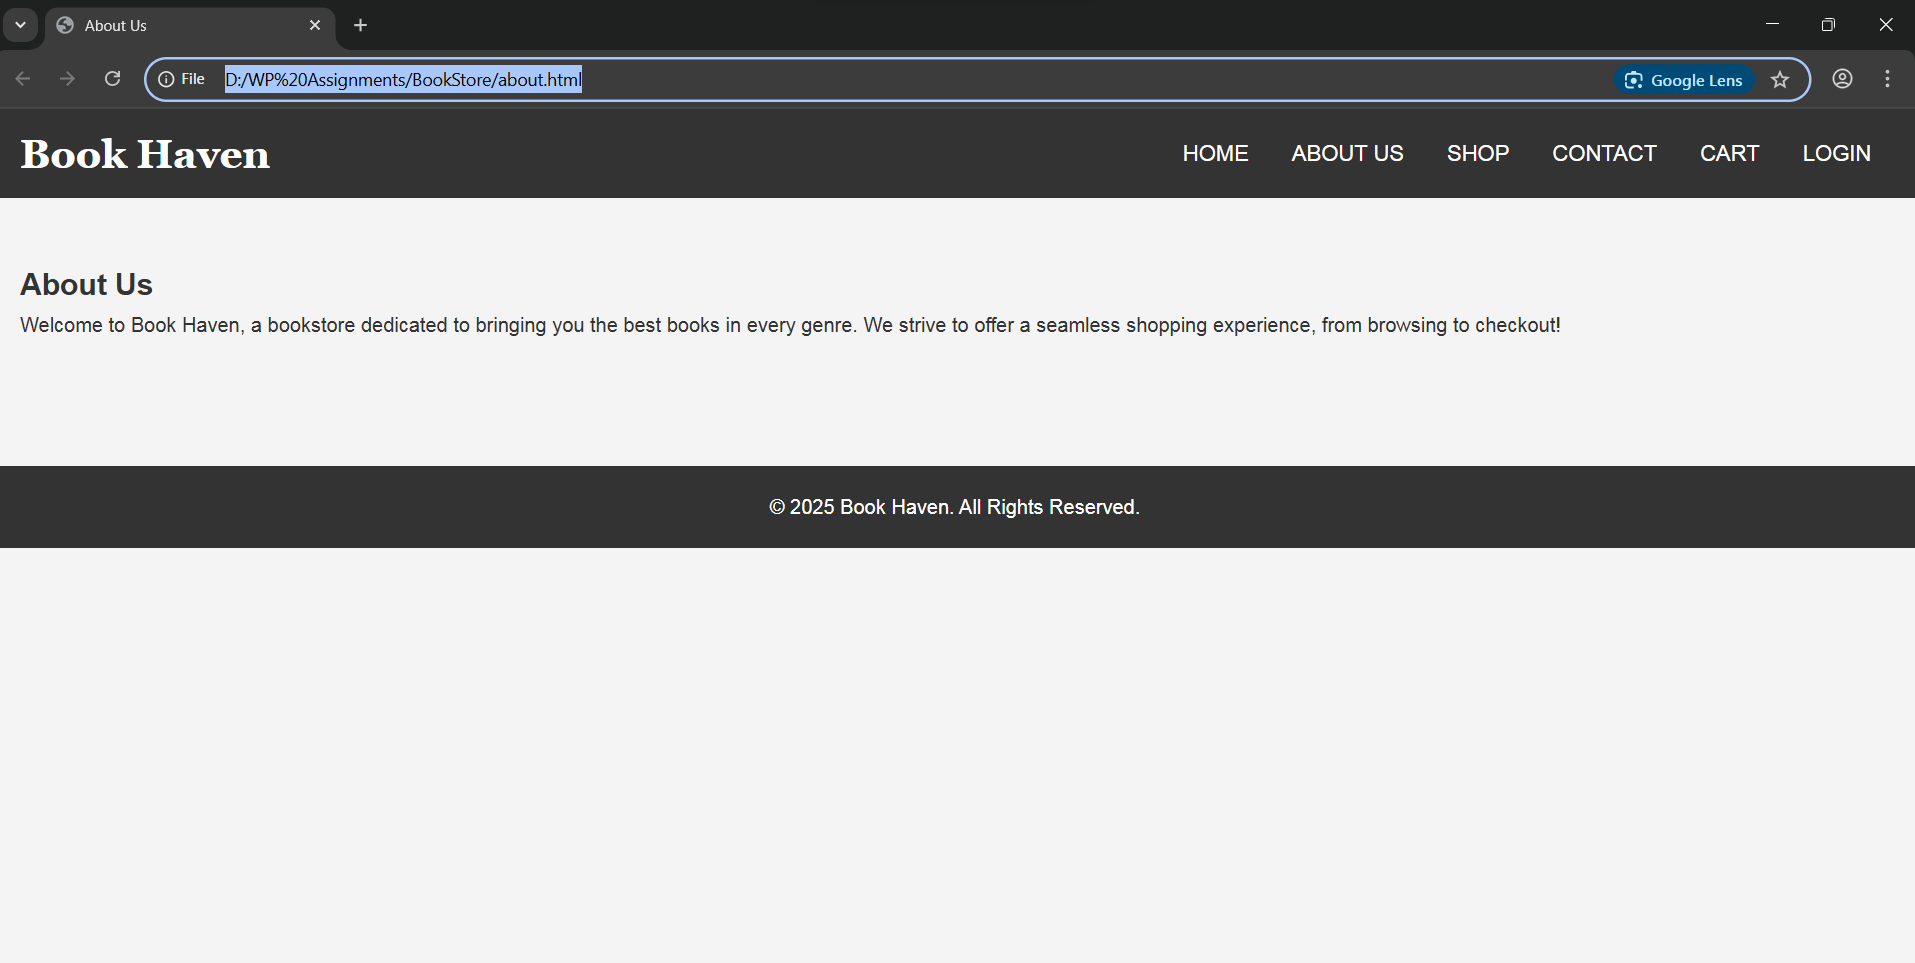 About Us
File D:/WP%20Assignments/BookStore/about.html Google Lens
Book Haven HOME ABOUT US SHOP CONTACT CART LOGIN
About Us
Welcome to Book Haven, a bookstore dedicated to bringing you the best books in every genre. We strive to offer a seamless shopping experience, from browsing to checkout!
© 2025 Book Haven. All Rights Reserved.